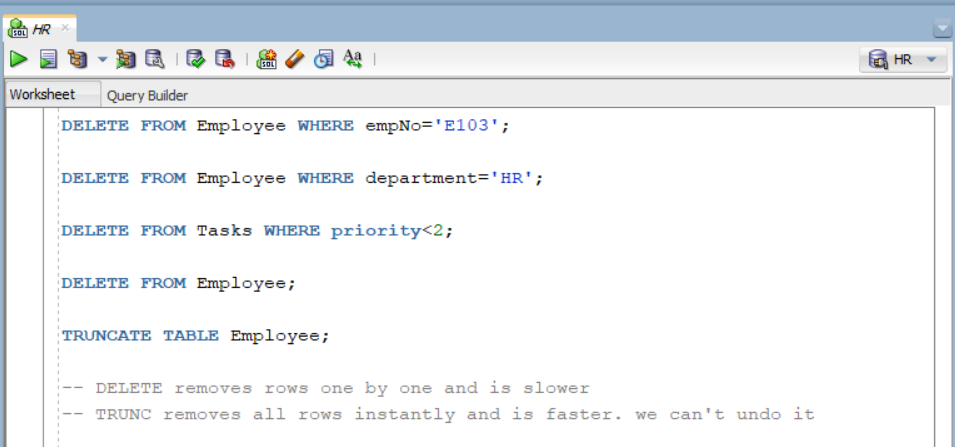 HR
HR
Worksheet Query Builder
DELETE FROM Employee WHERE empNo='E103';
DELETE FROM Employee WHERE department='HR';
DELETE FROM Tasks WHERE priority<2;
DELETE FROM Employee;
TRUNCATE TABLE Employee;
-- DELETE removes rows one by one and is slower
-- TRUNC removes all rows instantly and is faster. we can't undo it